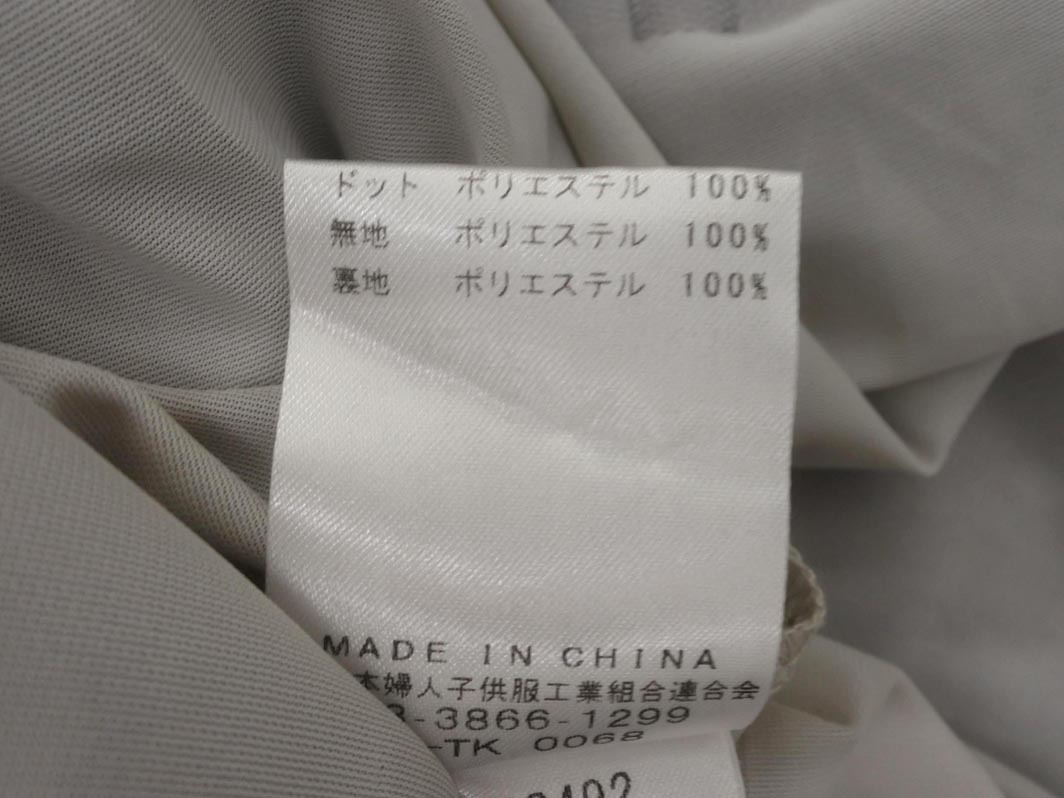 ドット ポリエステル 100%
無地 ポリエステル 100%
裏地 ポリエステル 100%
MADE IN CHINA
本婦人子供服工業組合連合会
3-3866-1299
-TK 0068